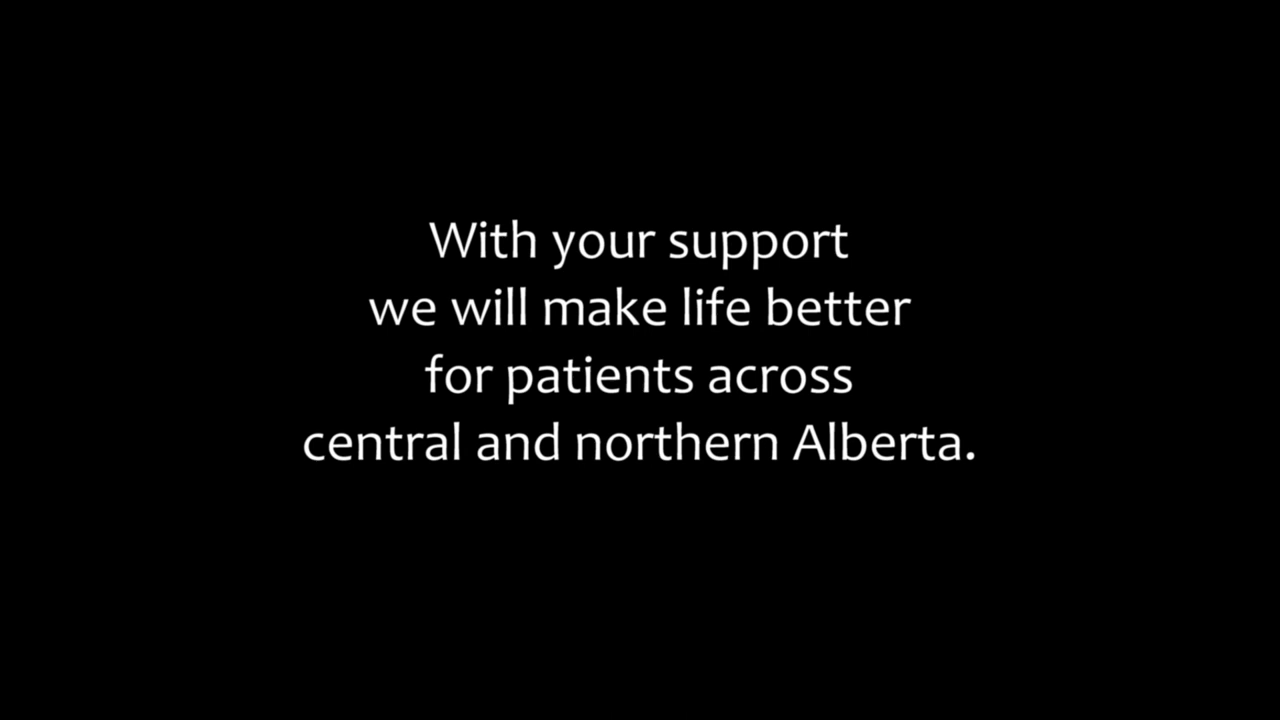 With your support
we will make life better
for patients across
central and northern Alberta.